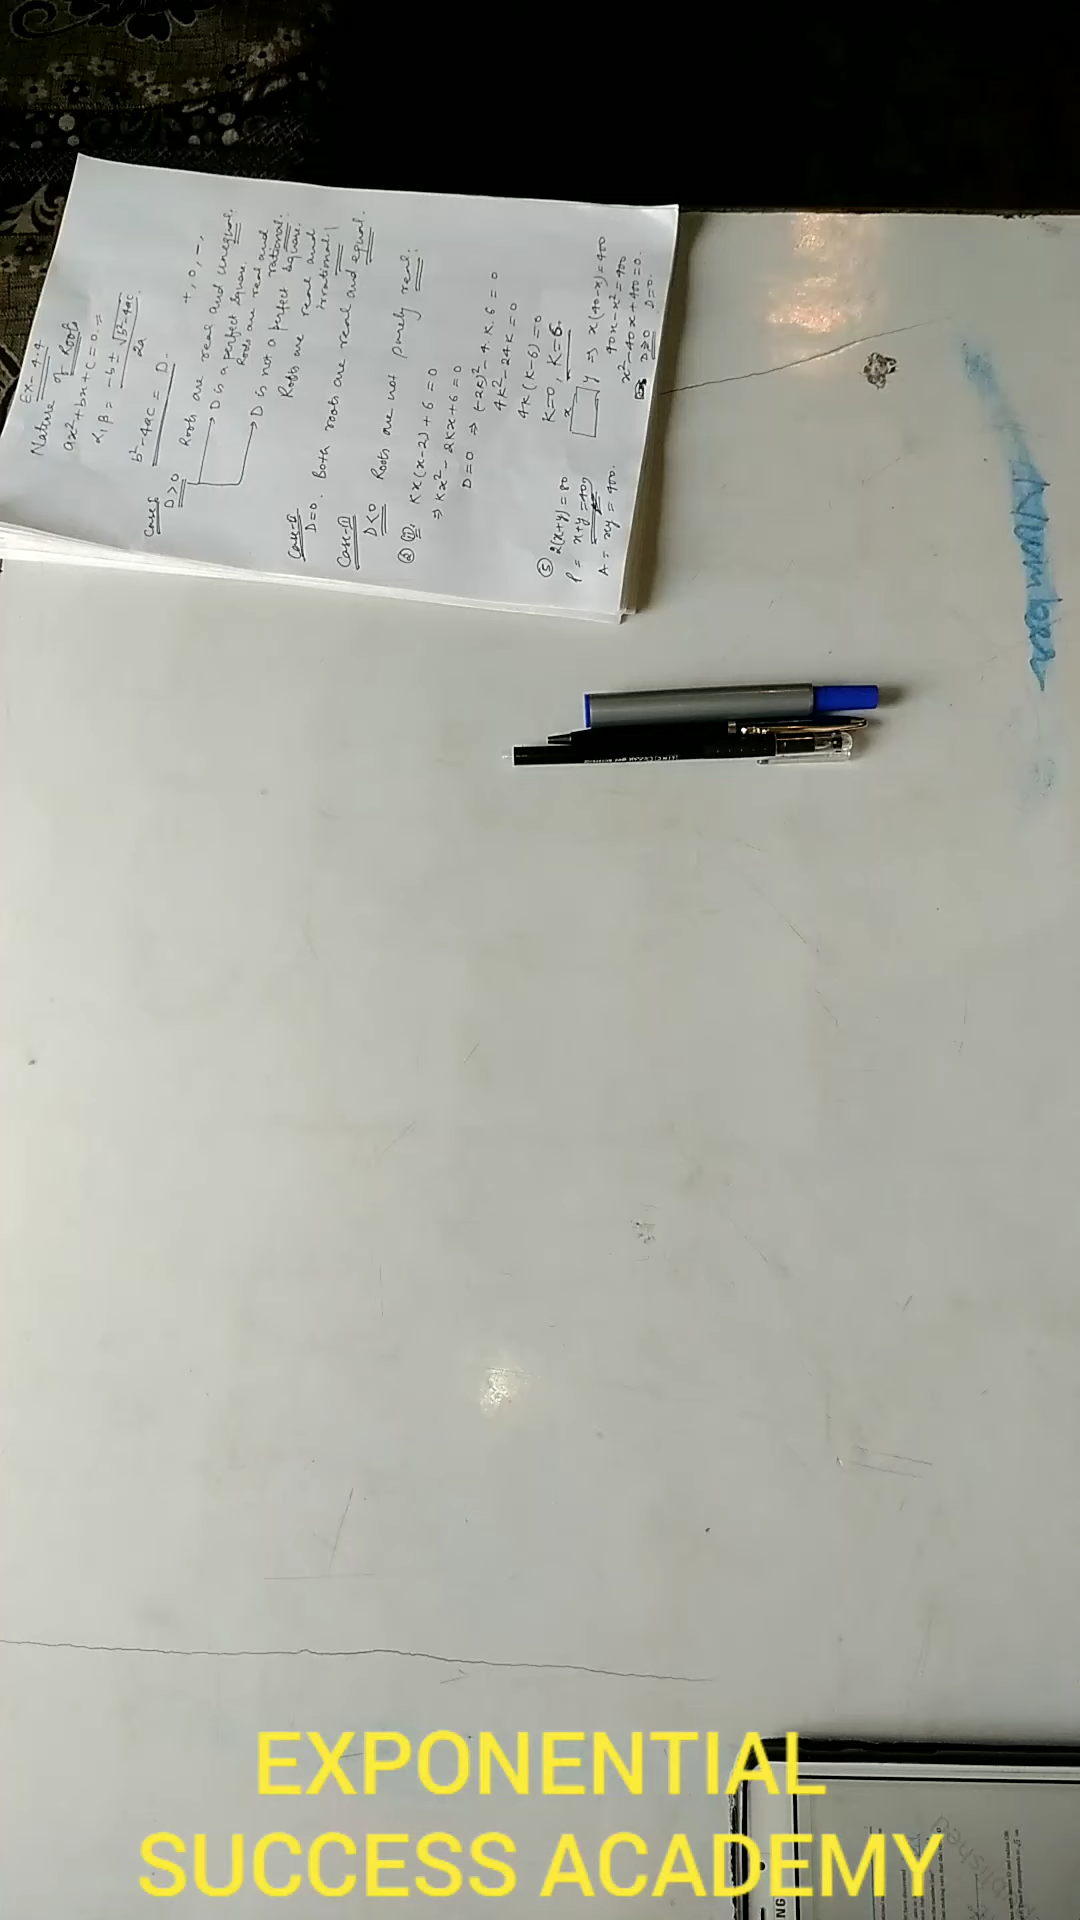 Ex- 4.4
Nature of Roots
ax²+bx+c=0.=
α, β = -b ± √b²-4ac
2a
b²-4ac = D.
Case I
D>0 Roots are real and unequal.
+, 0, -,
→ D is a perfect square.
Roots are real and rational.
→ D is not a perfect square.
Roots are real and irrational.
Case-II
D=0. Both roots are real and equal.
Case-III
D<0 Roots are not purely real.
② Kx(x-2)+6=0
⇒ Kx²-2Kx+6=0
D=0 ⇒ (-2K)²-4.K.6=0
4K²-24K=0
4K(K-6)=0
K=0, K=6.
⑤ 2(x+y)=80
P = x+y=40
A = xy=400.
x
y ⇒ x(40-x)=400
40x-x²=400
x²-40x+400=0.
D≥0 D=0.
Number
EXPONENTIAL
SUCCESS ACADEMY